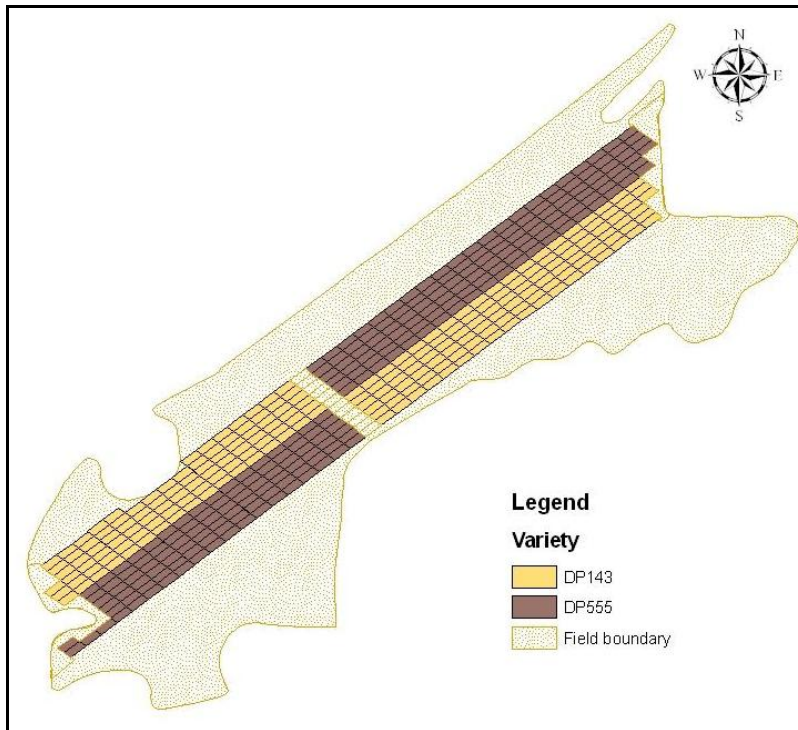 N
W E
S
Legend
Variety
DP143
DP555
Field boundary